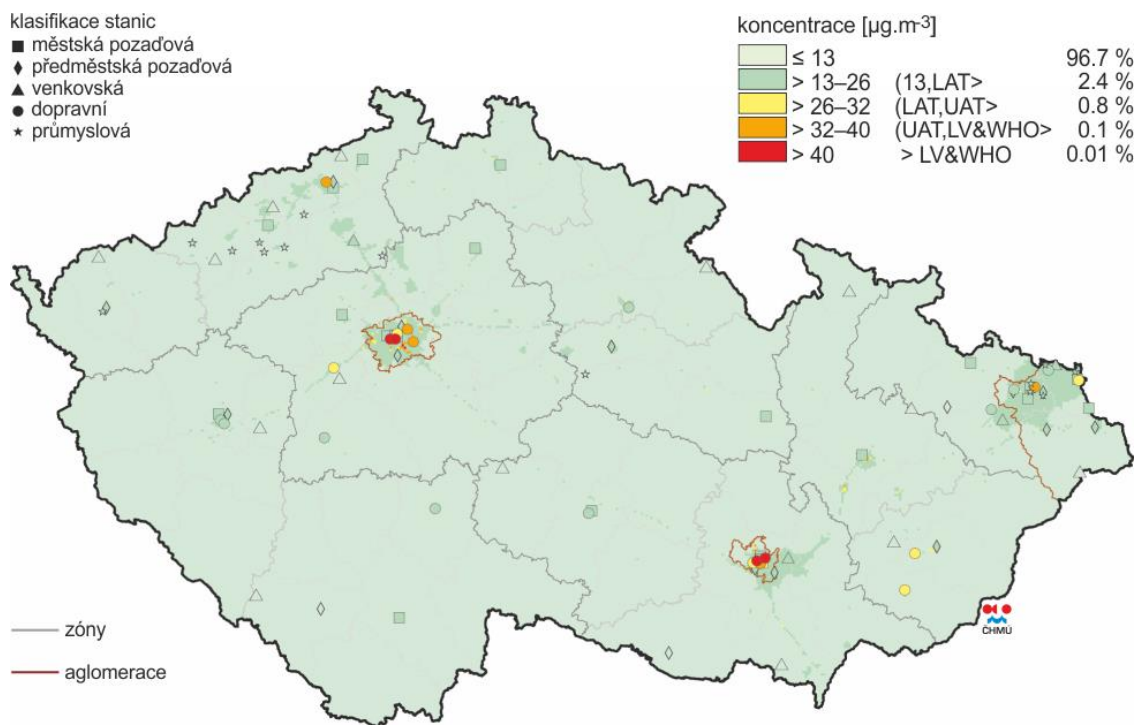 klasifikace stanic
městská pozaďová
předměstská pozaďová
venkovská
dopravní
průmyslová
koncentrace [µg.m-3]
≤ 13 96.7 %
> 13–26 (13,LAT> 2.4 %
> 26–32 (LAT,UAT> 0.8 %
> 32–40 (UAT,LV&WHO> 0.1 %
> 40 > LV&WHO 0.01 %
zóny
aglomerace
ČHMÚ